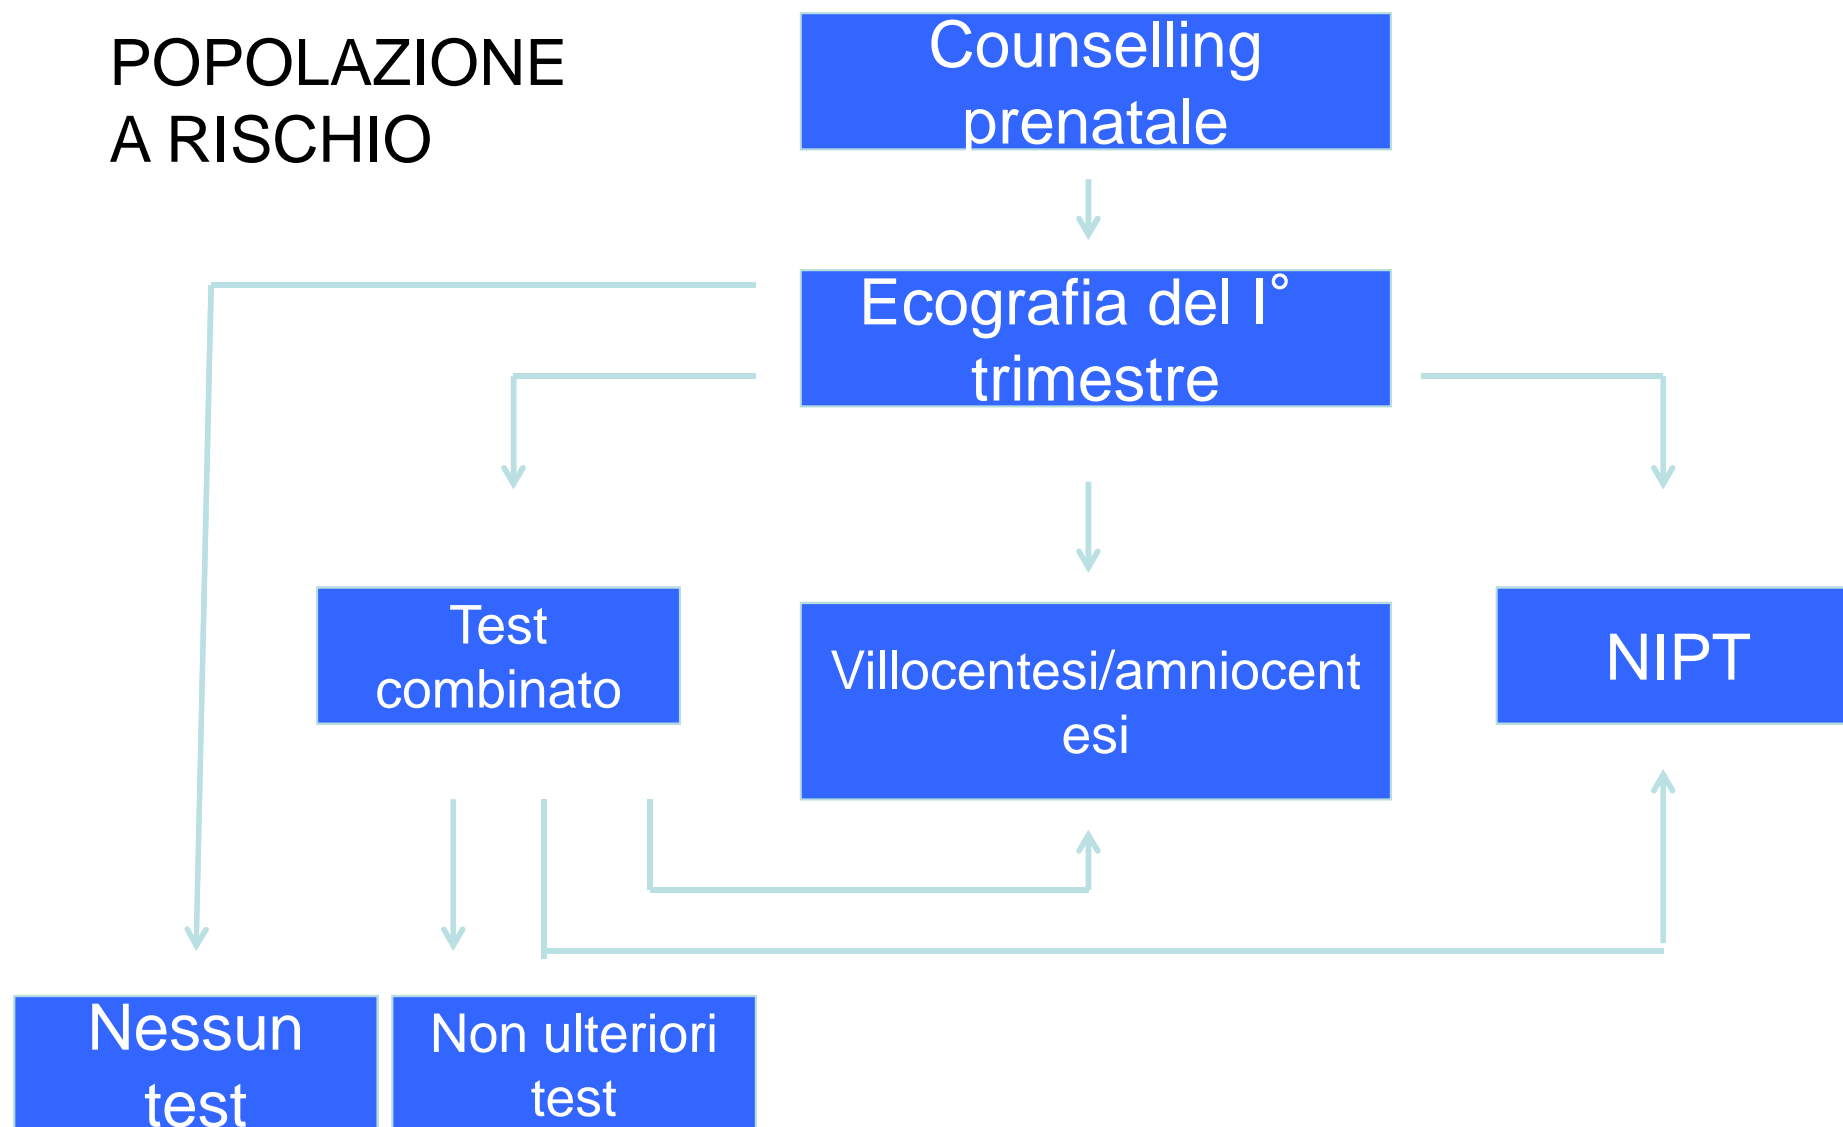 POPOLAZIONE
A RISCHIO
Counselling
prenatale
Ecografia del I°
trimestre
Test
combinato
Villocentesi/amniocent
esi
NIPT
Nessun
test
Non ulteriori
test